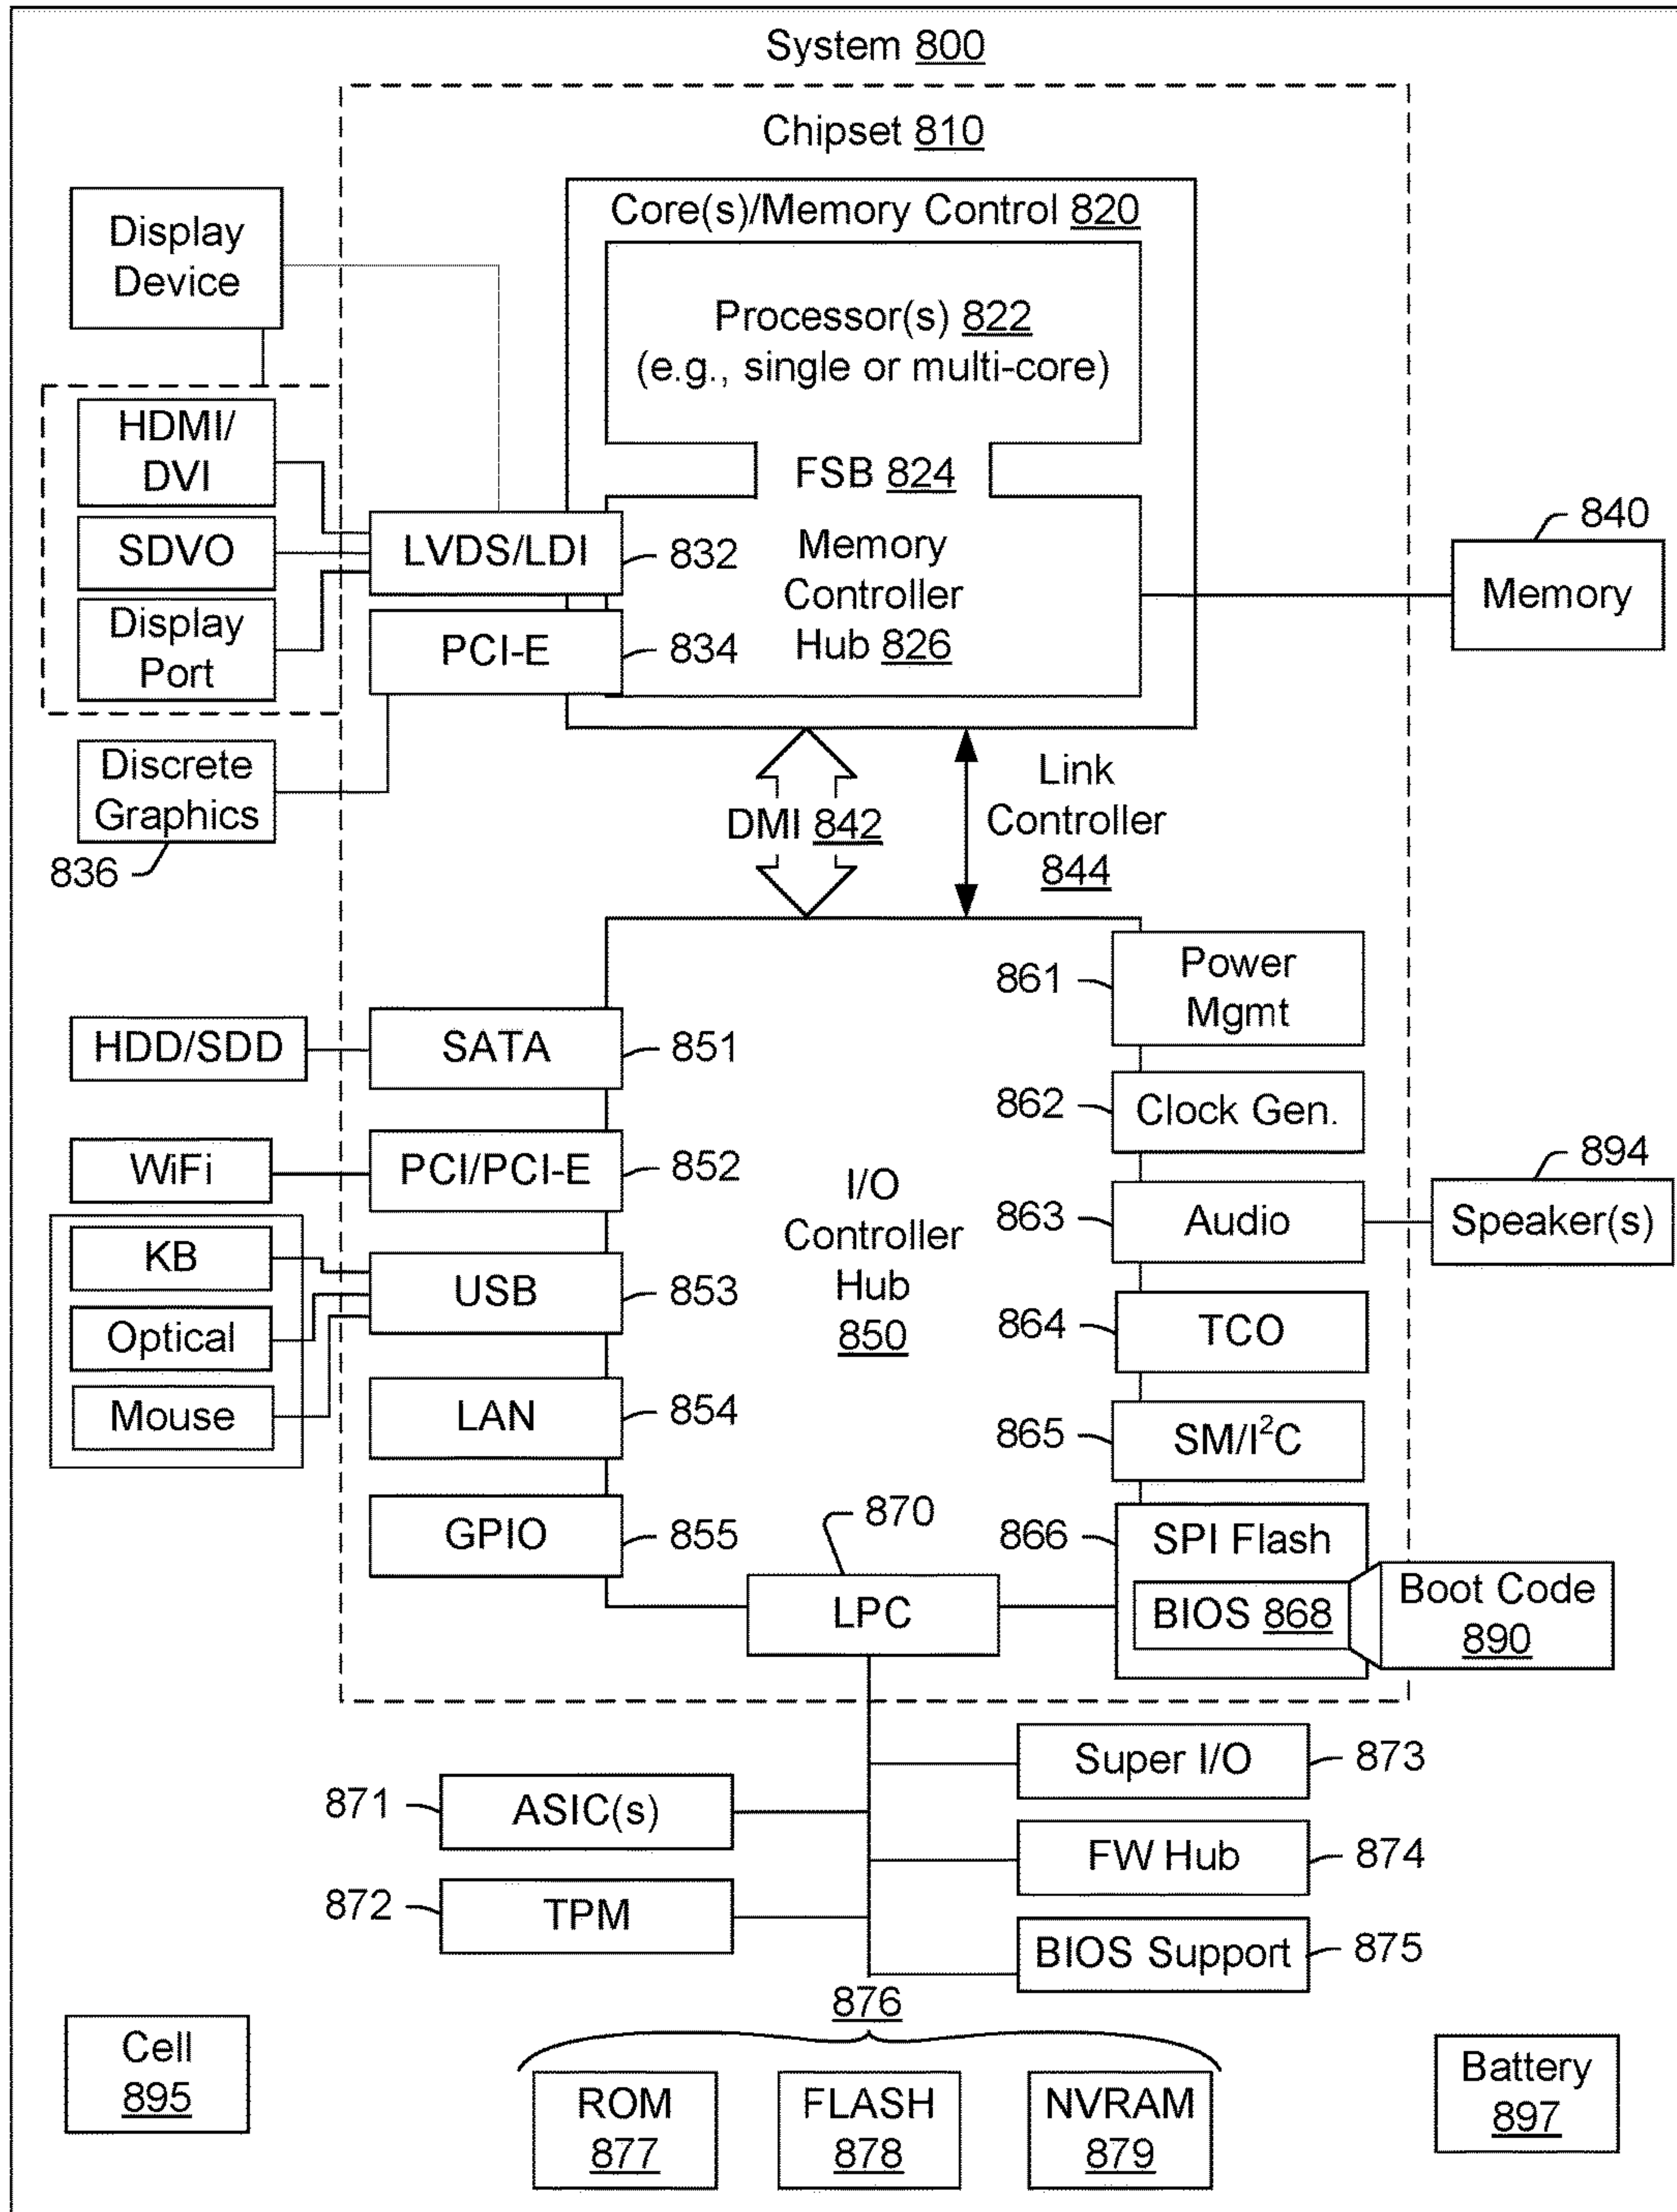 System 800
Chipset 810
Core(s)/Memory Control 820
Processor(s) 822
(e.g., single or multi-core)
FSB 824
Memory
Controller
Hub 826
Display
Device
HDMI/
DVI
SDVO
Display
Port
LVDS/LDI
832
PCI-E
834
Discrete
Graphics
836
840
Memory
DMI 842
Link
Controller
844
I/O
Controller
Hub
850
HDD/SDD
SATA
851
WiFi
PCI/PCI-E
852
KB
Optical
Mouse
USB
853
LAN
854
GPIO
855
861
Power
Mgmt
862
Clock Gen.
863
Audio
894
Speaker(s)
864
TCO
865
SM/I²C
866
SPI Flash
BIOS 868
Boot Code
890
870
LPC
871
ASIC(s)
872
TPM
Super I/O
873
FW Hub
874
BIOS Support
875
876
Cell
895
ROM
877
FLASH
878
NVRAM
879
Battery
897